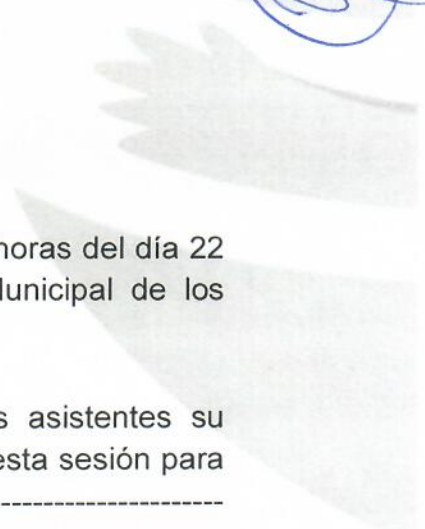 horas del día 22
Municipal de los
s asistentes su
esta sesión para
------------------------